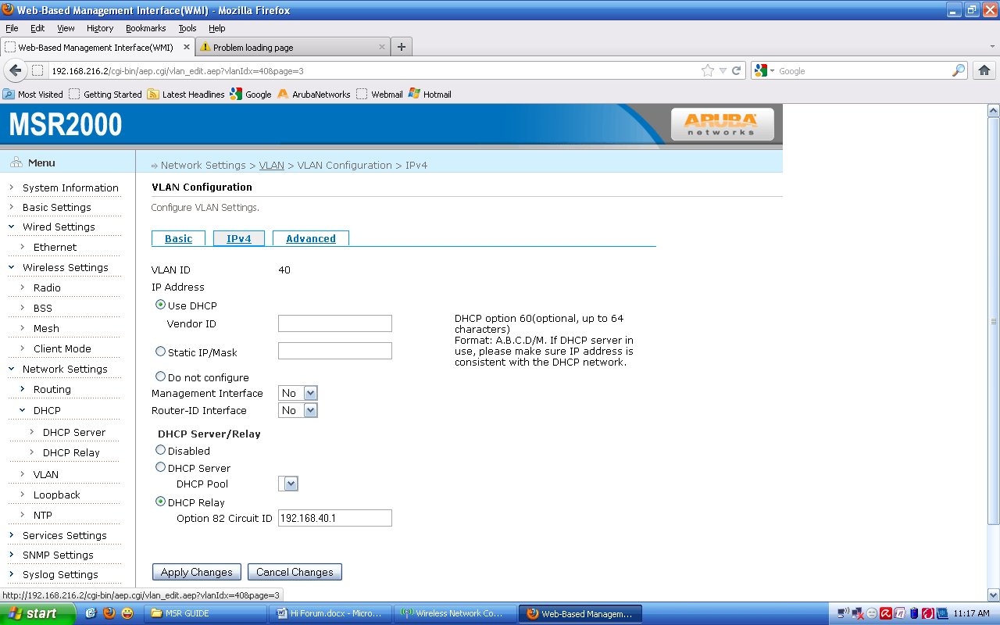 Web-Based Management Interface(WMI) - Mozilla Firefox
File Edit View History Bookmarks Tools Help
Web-Based Management Interface(WMI) Problem loading page
192.168.216.2/cgi-bin/aep.cgi/vlan_edit.aep?vlanIdx=40&page=3 Google
Most Visited Getting Started Latest Headlines Google ArubaNetworks Webmail Hotmail
MSR2000
ARUBA
networks
Menu
System Information
Basic Settings
Wired Settings
Ethernet
Wireless Settings
Radio
BSS
Mesh
Client Mode
Network Settings
Routing
DHCP
DHCP Server
DHCP Relay
VLAN
Loopback
NTP
Services Settings
SNMP Settings
Syslog Settings
Network Settings > VLAN > VLAN Configuration > IPv4
VLAN Configuration
Configure VLAN Settings.
Basic IPv4 Advanced
VLAN ID 40
IP Address
Use DHCP
Vendor ID
DHCP option 60(optional, up to 64
characters)
Format: A.B.C.D/M. If DHCP server in
use, please make sure IP address is
consistent with the DHCP network.
Static IP/Mask
Do not configure
Management Interface No
Router-ID Interface No
DHCP Server/Relay
Disabled
DHCP Server
DHCP Pool
DHCP Relay
Option 82 Circuit ID 192.168.40.1
Apply Changes Cancel Changes
http://192.168.216.2/cgi-bin/aep.cgi/vlan_edit.aep?vlanIdx=40&page=3
start MSR GUIDE Hi Forum.docx - Micro... Wireless Network Co... Web-Based Managem... 11:17 AM